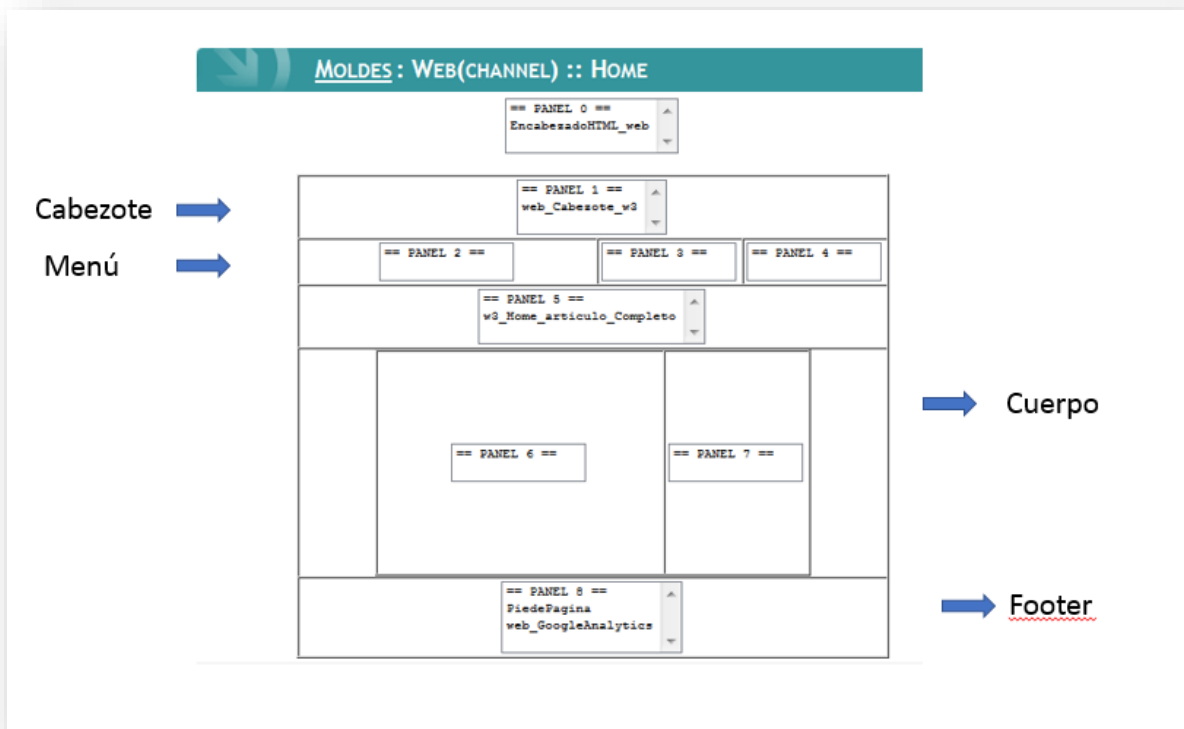 MOLDES : WEB(CHANNEL) :: HOME
== PANEL 0 ==
EncabezadoHTML_web
Cabezote
== PANEL 1 ==
web_Cabezote_w3
Menú
== PANEL 2 ==
== PANEL 3 ==
== PANEL 4 ==
== PANEL 5 ==
w3_Home_articulo_Completo
Cuerpo
== PANEL 6 ==
== PANEL 7 ==
== PANEL 8 ==
PiedePagina
web_GoogleAnalytics
Footer